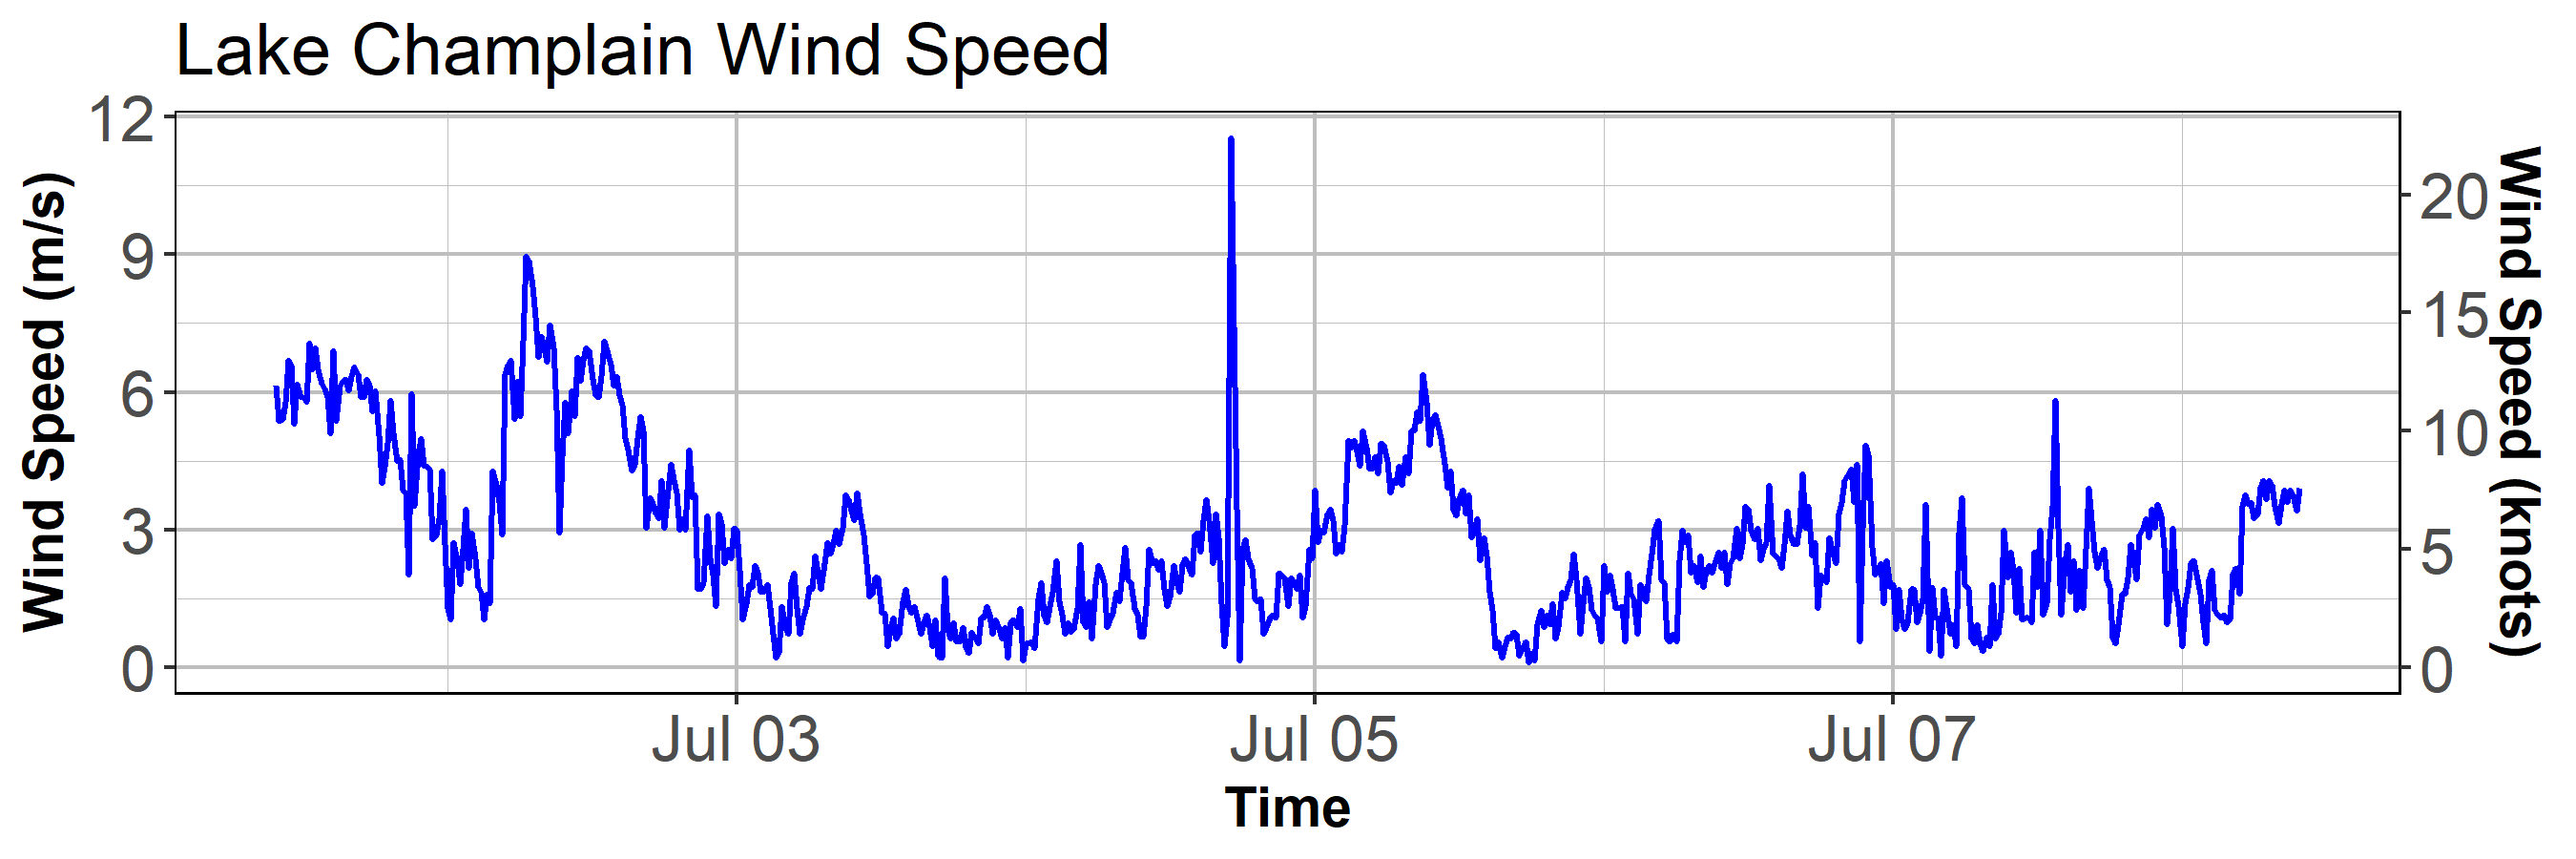 Lake Champlain Wind Speed
Wind Speed (m/s)
12
9
6
3
0
20
15
10
5
0
Wind Speed (knots)
Jul 03
Jul 05
Jul 07
Time